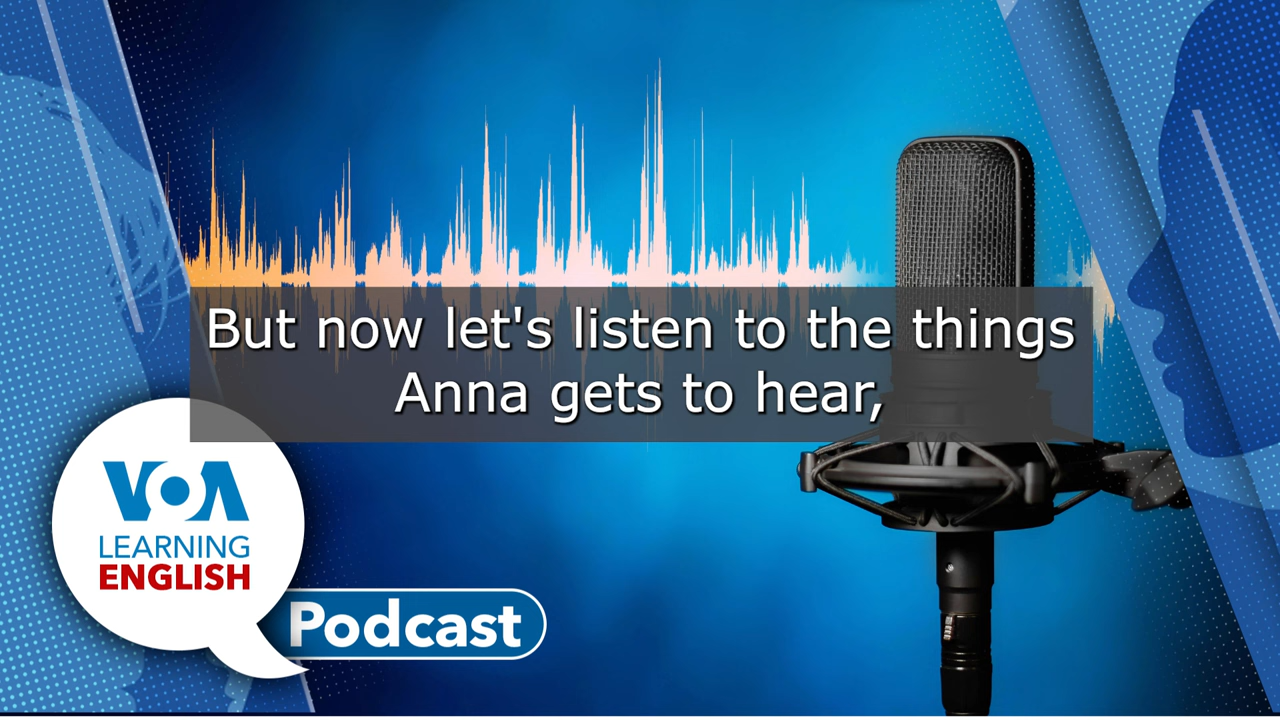 But now let's listen to the things
Anna gets to hear,
VOA
LEARNING
ENGLISH
Podcast